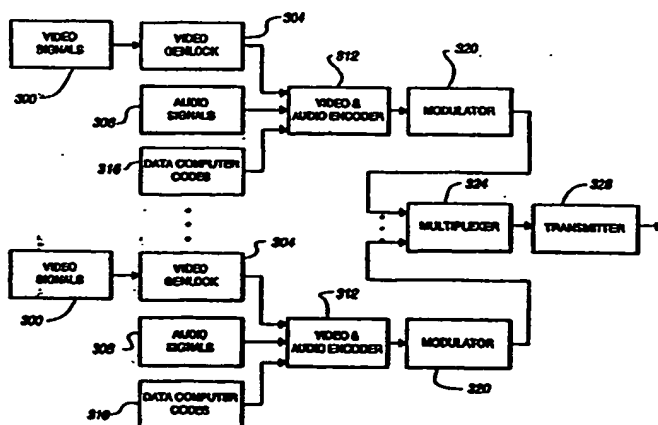 304
VIDEO
SIGNALS
VIDEO
GENLOCK
300
312
320
AUDIO
SIGNALS
VIDEO &
AUDIO ENCODER
MODULATOR
308
316
DATA COMPUTER
CODES
324
328
MULTIPLEXER
TRANSMITTER
304
VIDEO
SIGNALS
VIDEO
GENLOCK
300
312
AUDIO
SIGNALS
VIDEO &
AUDIO ENCODER
MODULATOR
308
320
DATA COMPUTER
CODES
316